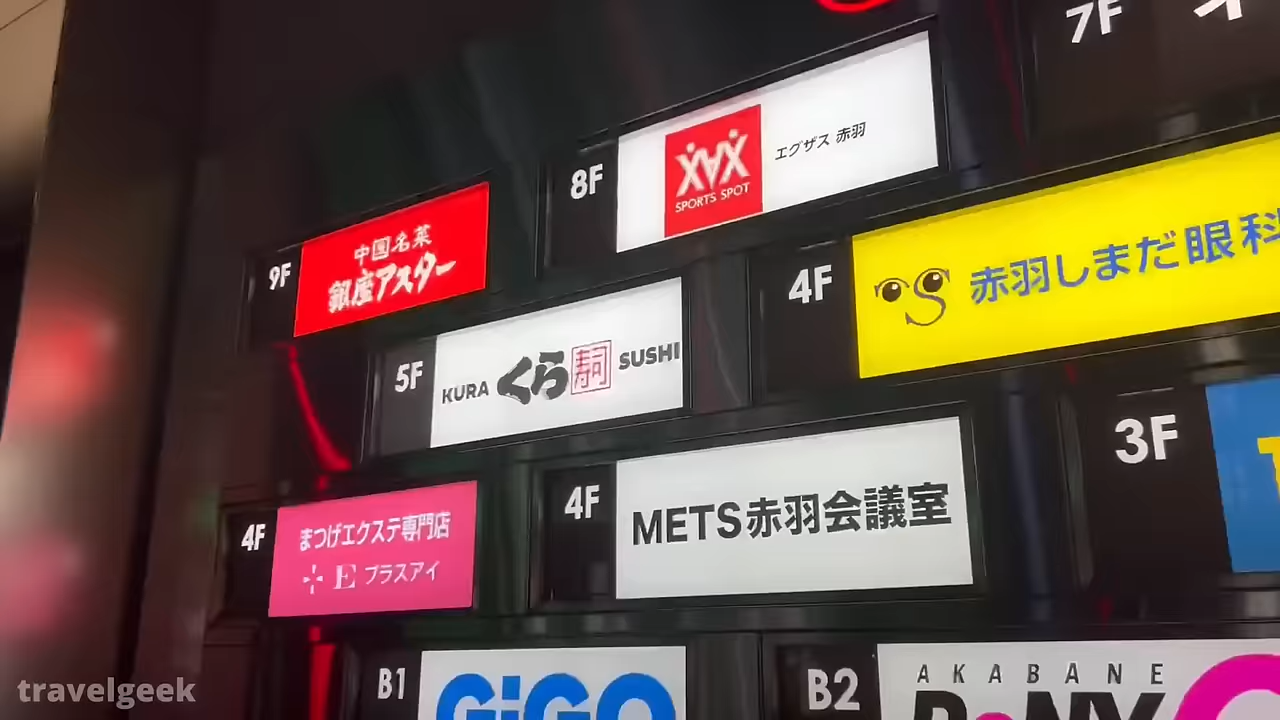 7F
8F
XAX
SPORTS SPOT
エグザス 赤羽
9F
中国名菜
銀座アスター
4F
赤羽しまだ眼科
5F
KURA くら寿司 SUSHI
3F
4F
METS赤羽会議室
4F
まつげエクステ専門店
E プラスアイ
B1
GiGO
B2
AKABANE
travelgeek